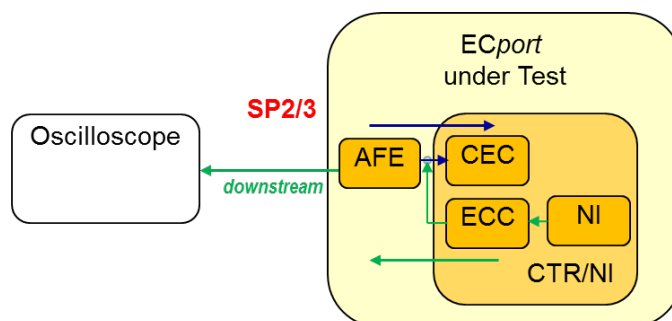 ECport
under Test
SP2/3
Oscilloscope
AFE
CEC
downstream
ECC
NI
CTR/NI